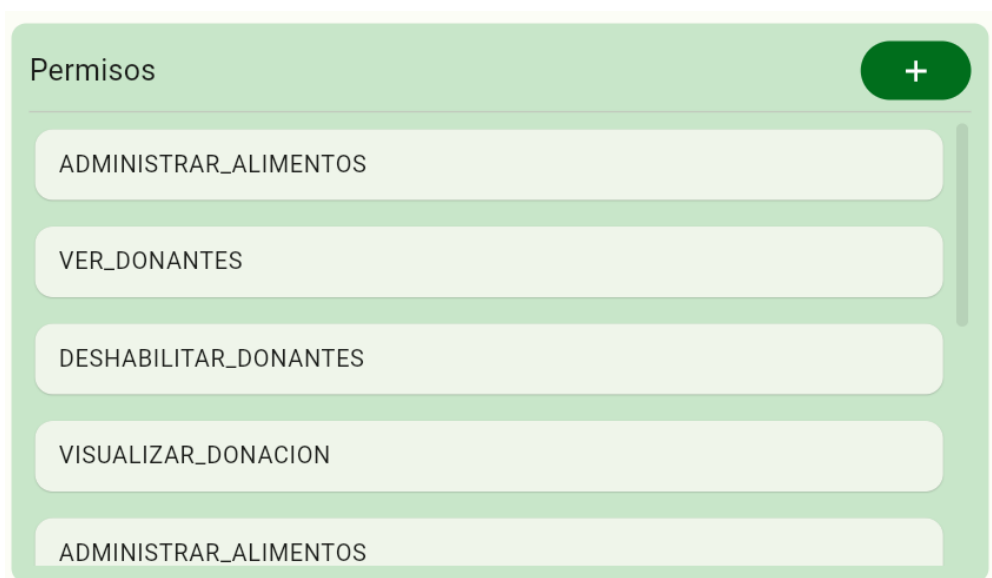 Permisos
+
ADMINISTRAR_ALIMENTOS
VER_DONANTES
DESHABILITAR_DONANTES
VISUALIZAR_DONACION
ADMINISTRAR_ALIMENTOS